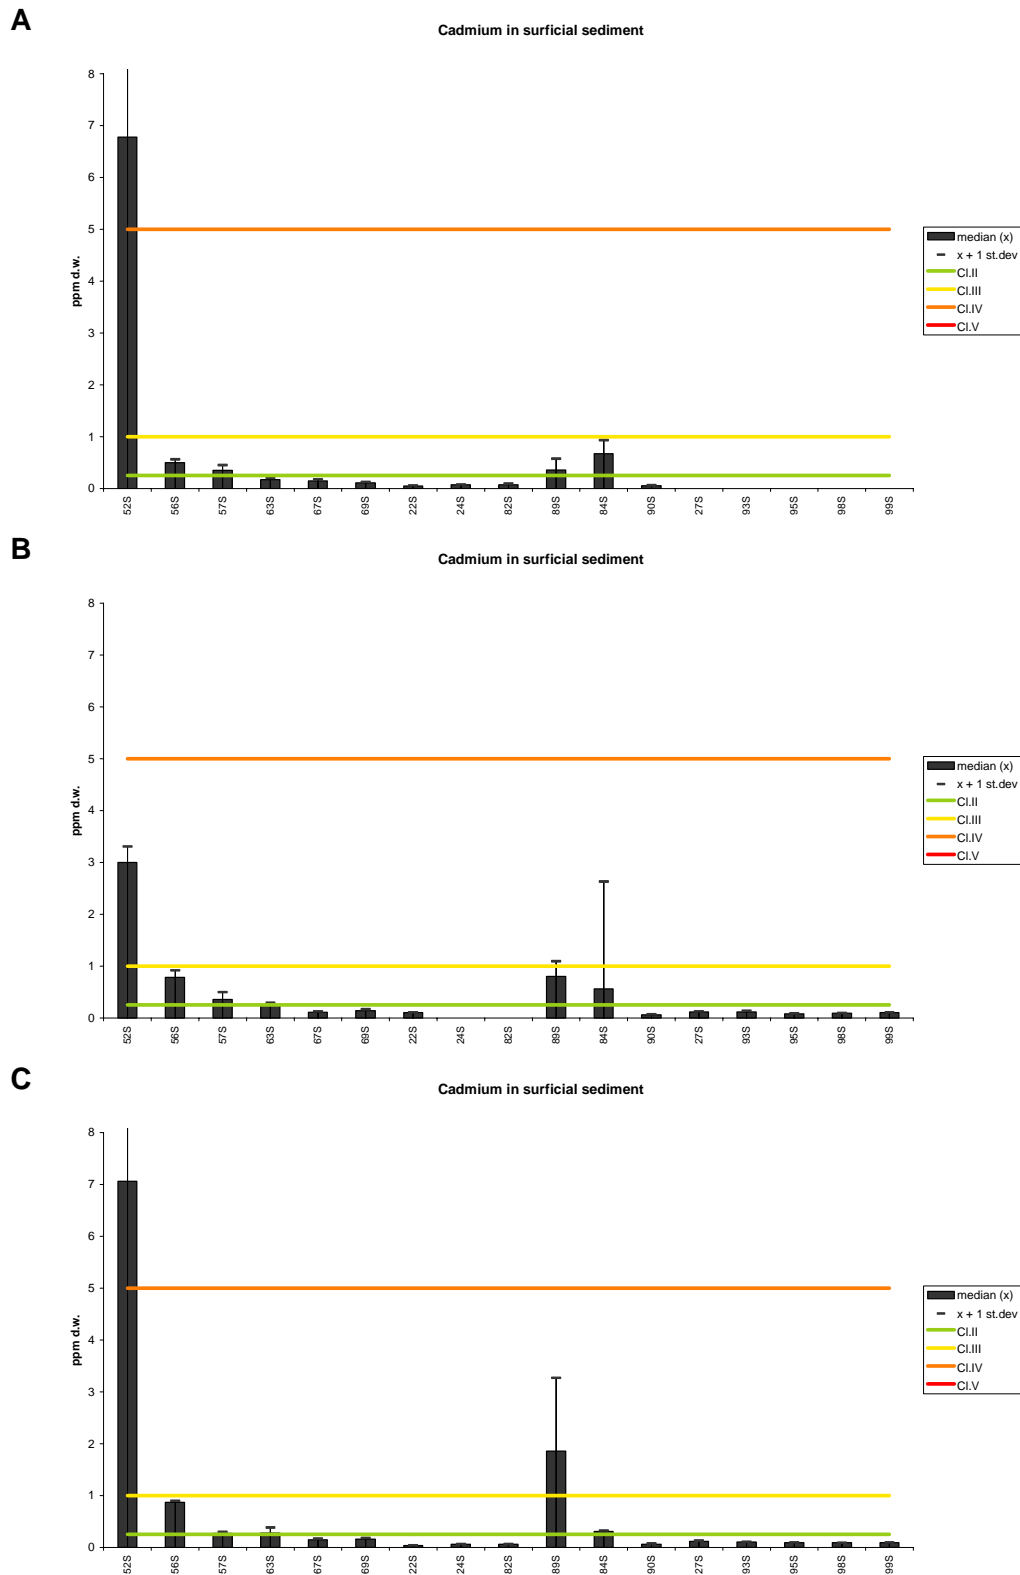 A
Cadmium in surficial sediment
8
7
6
5
4
3
2
1
0
ppm d.w.
52S 56S 57S 63S 67S 69S 22S 24S 82S 89S 84S 90S 27S 93S 95S 98S 99S
median (x)
x + 1 st.dev
Cl.II
Cl.III
Cl.IV
Cl.V
B
Cadmium in surficial sediment
8
7
6
5
4
3
2
1
0
ppm d.w.
52S 56S 57S 63S 67S 69S 22S 24S 82S 89S 84S 90S 27S 93S 95S 98S 99S
median (x)
x + 1 st.dev
Cl.II
Cl.III
Cl.IV
Cl.V
C
Cadmium in surficial sediment
8
7
6
5
4
3
2
1
0
ppm d.w.
52S 56S 57S 63S 67S 69S 22S 24S 82S 89S 84S 90S 27S 93S 95S 98S 99S
median (x)
x + 1 st.dev
Cl.II
Cl.III
Cl.IV
Cl.V